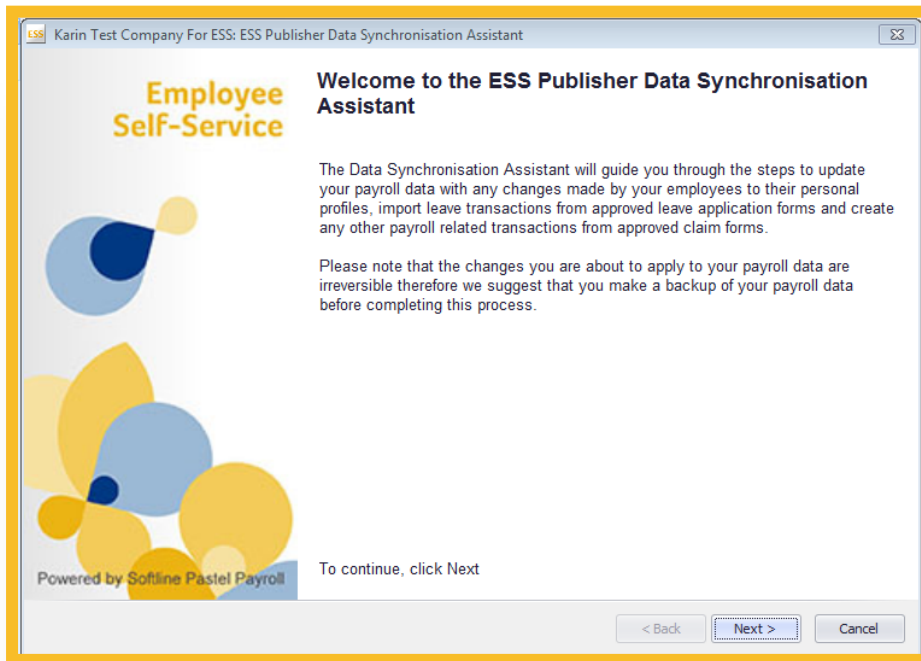 ESS Karin Test Company For ESS: ESS Publisher Data Synchronisation Assistant
Employee
Self-Service
Welcome to the ESS Publisher Data Synchronisation
Assistant
The Data Synchronisation Assistant will guide you through the steps to update
your payroll data with any changes made by your employees to their personal
profiles, import leave transactions from approved leave application forms and create
any other payroll related transactions from approved claim forms.
Please note that the changes you are about to apply to your payroll data are
irreversible therefore we suggest that you make a backup of your payroll data
before completing this process.
Powered by Softline Pastel Payroll
To continue, click Next
< Back Next > Cancel